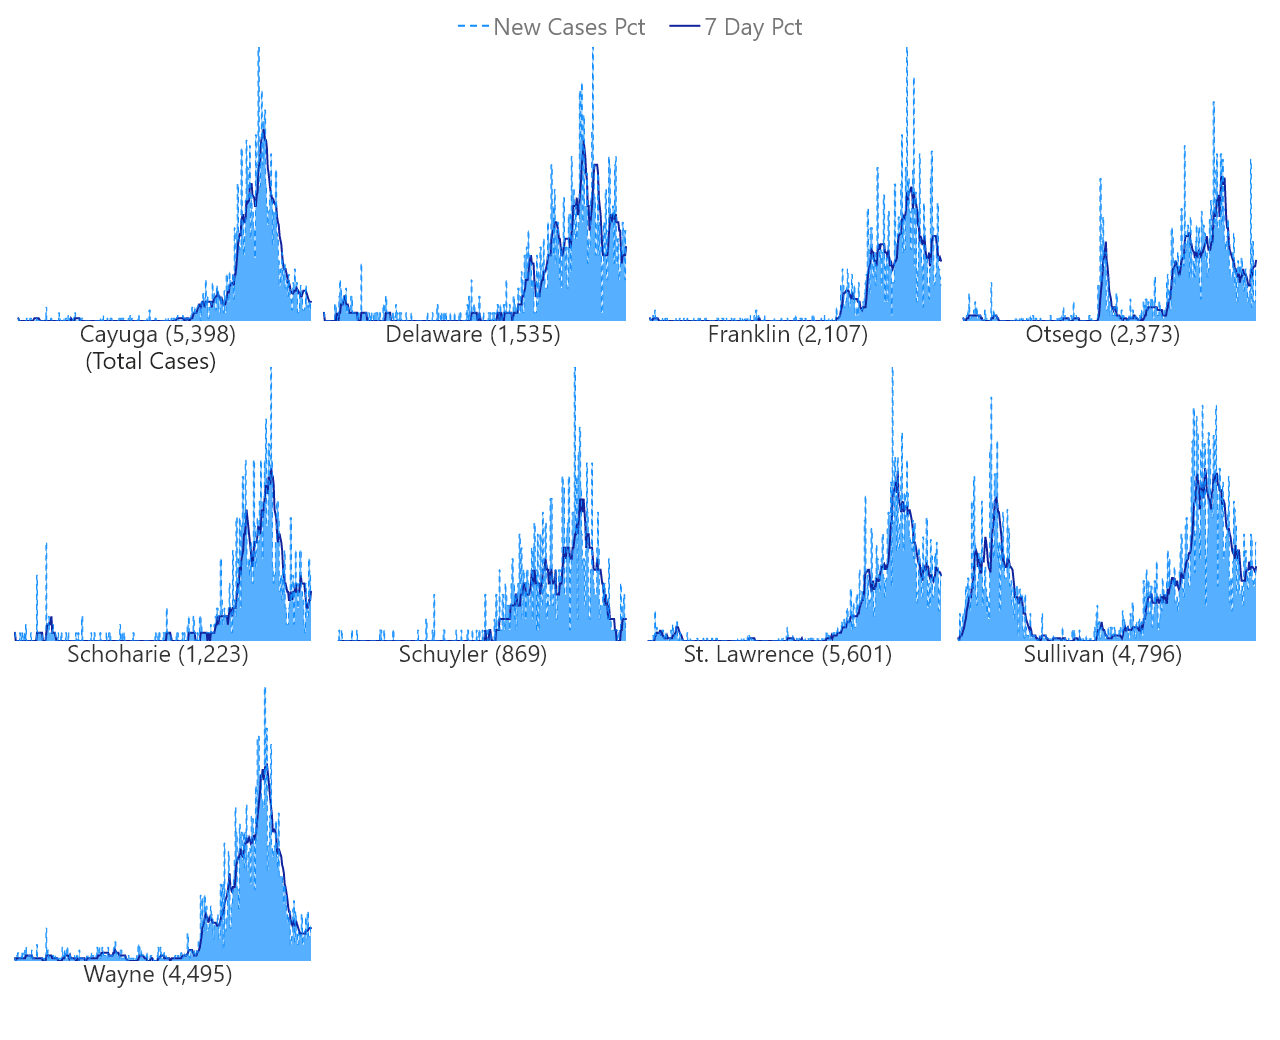 New Cases Pct 7 Day Pct
Cayuga (5,398)
(Total Cases)
Delaware (1,535)
Franklin (2,107)
Otsego (2,373)
Schoharie (1,223)
Schuyler (869)
St. Lawrence (5,601)
Sullivan (4,796)
Wayne (4,495)